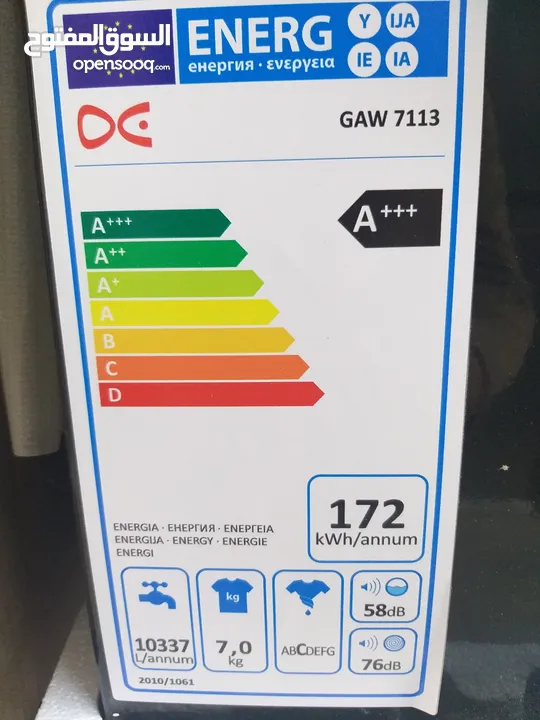 السوق المفتوح
opensooq.com
ENERG
енергия · ενεργεια
Y
IJA
IE
IA
GAW 7113
A+++
A+++
A++
A+
A
B
C
D
172
kWh/annum
ENERGIA · ЕНЕРГИЯ · ΕΝΕΡΓΕΙΑ
ENERGIJA · ENERGY · ENERGIE
ENERGI
10337
L/annum
kg
7,0
kg
ABCDEFG
58dB
76dB
2010/1061